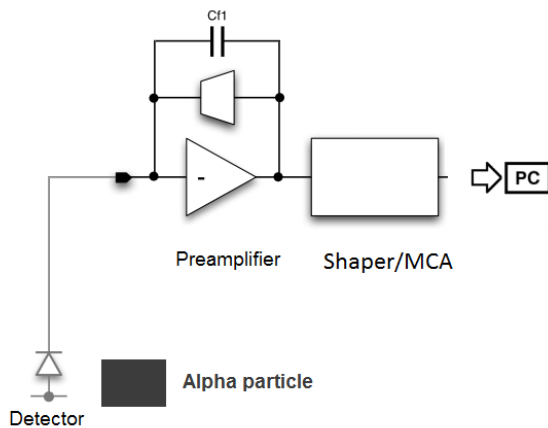 Cf1
-
PC
Preamplifier
Shaper/MCA
Alpha particle
Detector